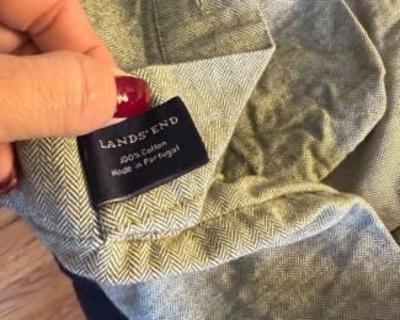 LANDS' END
100% Cotton
Made in Portugal